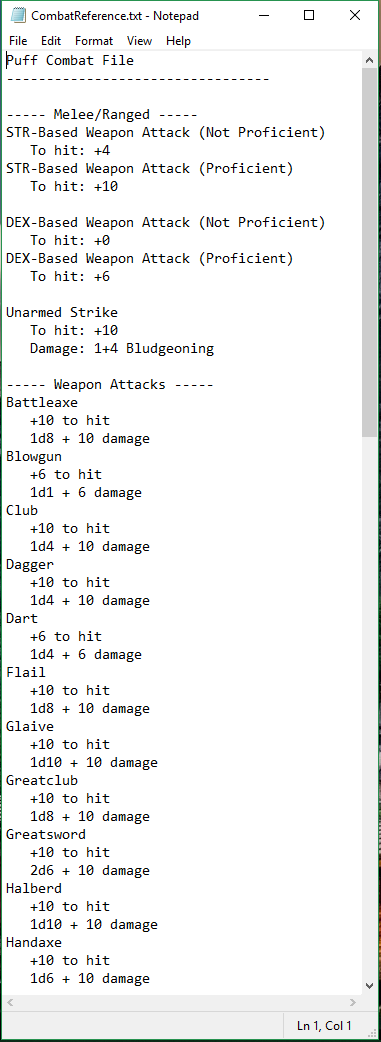 CombatReference.txt - Notepad
File Edit Format View Help
Puff Combat File
---------------------------------

----- Melee/Ranged -----
STR-Based Weapon Attack (Not Proficient)
   To hit: +4
STR-Based Weapon Attack (Proficient)
   To hit: +10

DEX-Based Weapon Attack (Not Proficient)
   To hit: +0
DEX-Based Weapon Attack (Proficient)
   To hit: +6

Unarmed Strike
   To hit: +10
   Damage: 1+4 Bludgeoning

----- Weapon Attacks -----
Battleaxe
   +10 to hit
   1d8 + 10 damage
Blowgun
   +6 to hit
   1d1 + 6 damage
Club
   +10 to hit
   1d4 + 10 damage
Dagger
   +10 to hit
   1d4 + 10 damage
Dart
   +6 to hit
   1d4 + 6 damage
Flail
   +10 to hit
   1d8 + 10 damage
Glaive
   +10 to hit
   1d10 + 10 damage
Greatclub
   +10 to hit
   1d8 + 10 damage
Greatsword
   +10 to hit
   2d6 + 10 damage
Halberd
   +10 to hit
   1d10 + 10 damage
Handaxe
   +10 to hit
   1d6 + 10 damage
Ln 1, Col 1